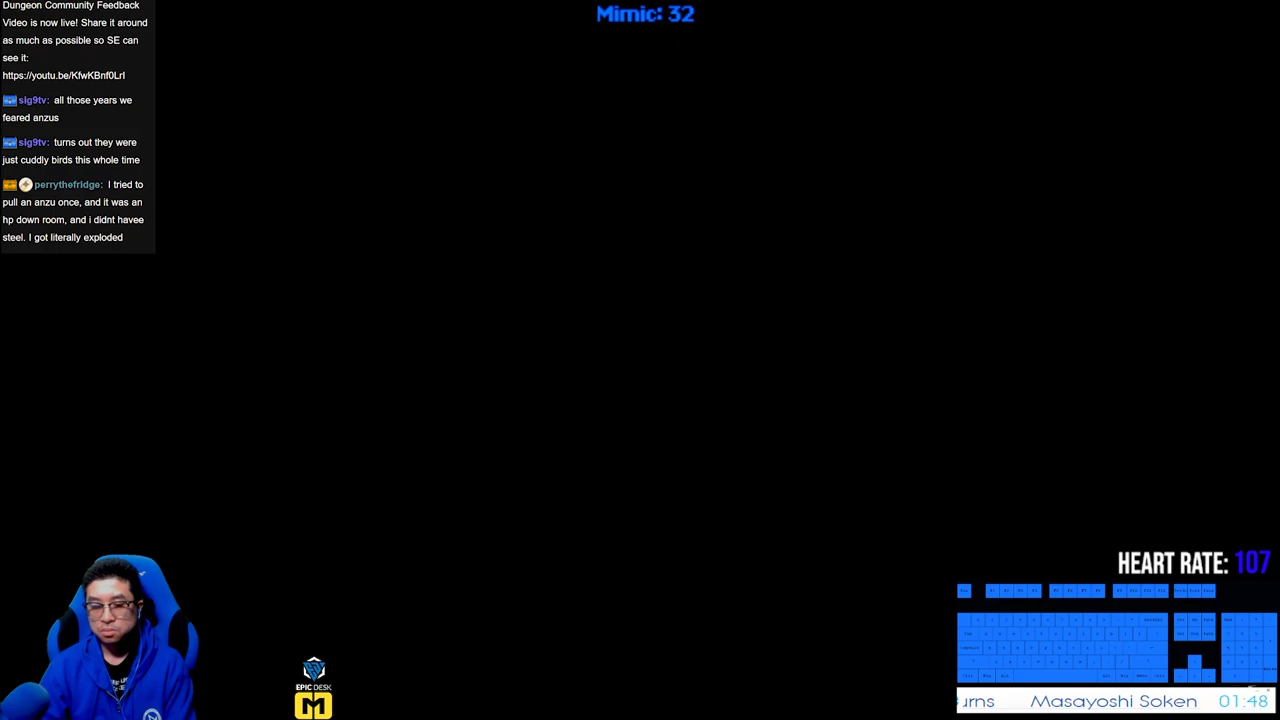 Dungeon Community Feedback
Video is now live! Share it around
as much as possible so SE can
see it:
https://youtu.be/KfwKBnf0LrI
slg9tv: all those years we
feared anzus
slg9tv: turns out they were
just cuddly birds this whole time
perrythefridge: I tried to
pull an anzu once, and it was an
hp down room, and i didnt havee
steel. I got literally exploded
Mimic: 32
HEART RATE: 107
EPIC DESK
M
urns Masayoshi Soken 01:48